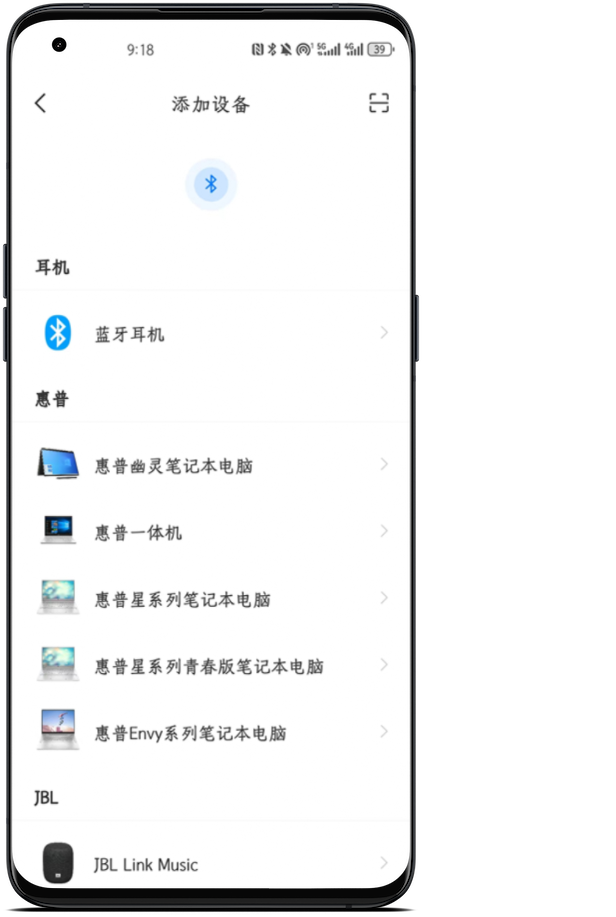 9:18
5G
4G
39
添加设备
耳机
蓝牙耳机
惠普
惠普幽灵笔记本电脑
惠普一体机
惠普星系列笔记本电脑
惠普星系列青春版笔记本电脑
惠普Envy系列笔记本电脑
JBL
JBL Link Music